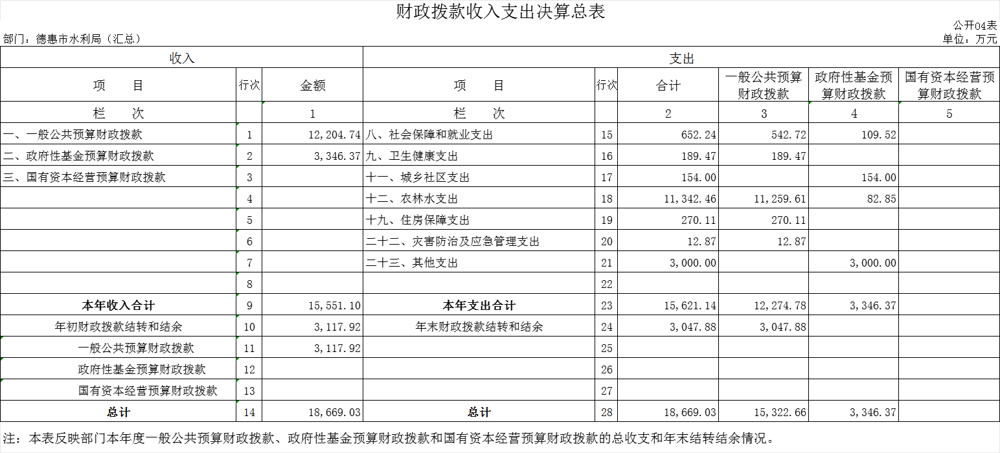 财政拨款收入支出决算总表
公开04表
部门：德惠市水利局（汇总） 单位：万元
收入 支出
项 目 行次 金额 项 目 行次 合计 一般公共预算财政拨款 政府性基金预算财政拨款 国有资本经营预算财政拨款
栏 次 1 栏 次 2 3 4 5
一、一般公共预算财政拨款 1 12,204.74 八、社会保障和就业支出 15 652.24 542.72 109.52
二、政府性基金预算财政拨款 2 3,346.37 九、卫生健康支出 16 189.47 189.47
三、国有资本经营预算财政拨款 3 十一、城乡社区支出 17 154.00 154.00
4 十二、农林水支出 18 11,342.46 11,259.61 82.85
5 十九、住房保障支出 19 270.11 270.11
6 二十二、灾害防治及应急管理支出 20 12.87 12.87
7 二十三、其他支出 21 3,000.00 3,000.00
8 22
本年收入合计 9 15,551.10 本年支出合计 23 15,621.14 12,274.78 3,346.37
年初财政拨款结转和结余 10 3,117.92 年末财政拨款结转和结余 24 3,047.88 3,047.88
一般公共预算财政拨款 11 3,117.92 25
政府性基金预算财政拨款 12 26
国有资本经营预算财政拨款 13 27
总计 14 18,669.03 总计 28 18,669.03 15,322.66 3,346.37
注：本表反映部门本年度一般公共预算财政拨款、政府性基金预算财政拨款和国有资本经营预算财政拨款的总收支和年末结转结余情况。